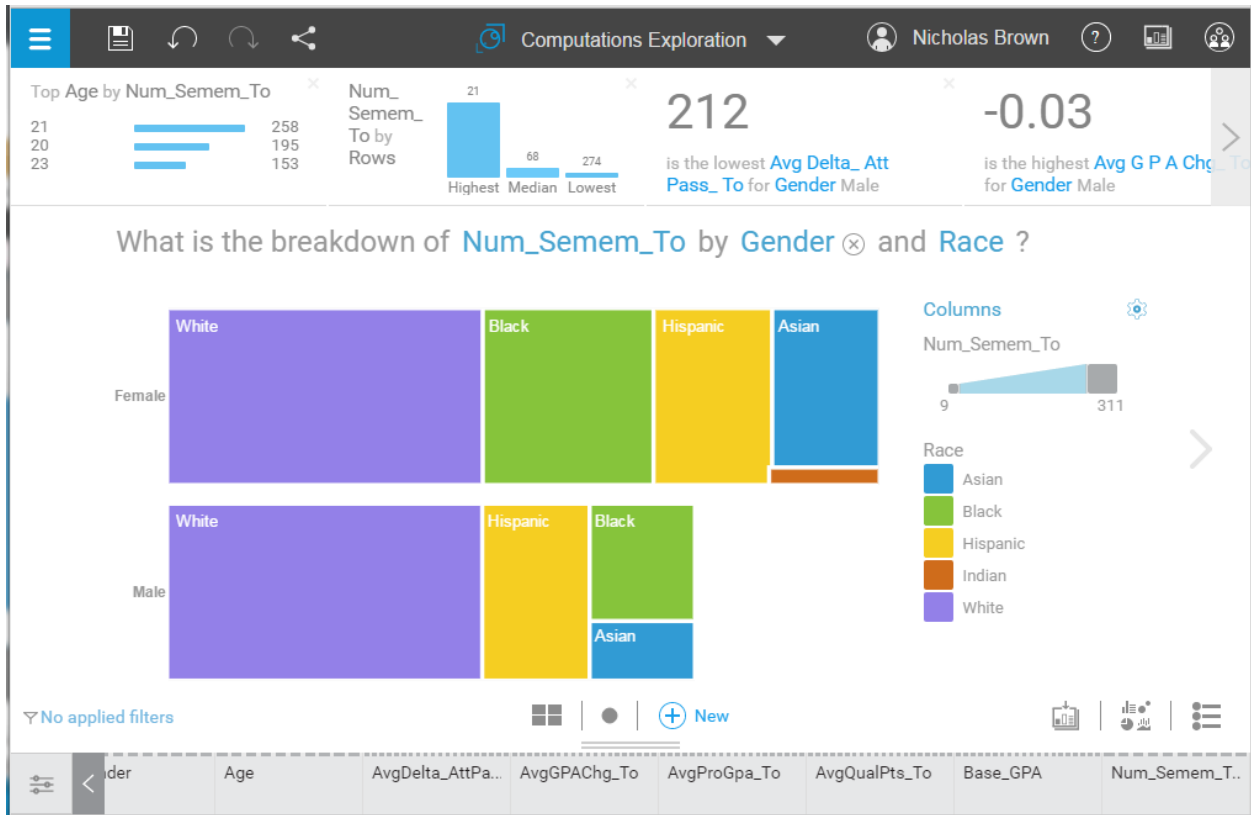 Computations Exploration
Nicholas Brown
?
Top Age by Num_Semem_To
21 258
20 195
23 153
Num_
Semem_
To by
Rows
21
68
274
Highest Median Lowest
212
is the lowest Avg Delta_ Att
Pass_ To for Gender Male
-0.03
is the highest Avg G P A Chg_ To
for Gender Male
What is the breakdown of Num_Semem_To by Gender and Race ?
Female
White
Black
Hispanic
Asian
Male
White
Hispanic
Black
Asian
Columns
Num_Semem_To
9 311
Race
Asian
Black
Hispanic
Indian
White
No applied filters
New
der
Age
AvgDelta_AttPa...
AvgGPAChg_To
AvgProGpa_To
AvgQualPts_To
Base_GPA
Num_Semem_T..